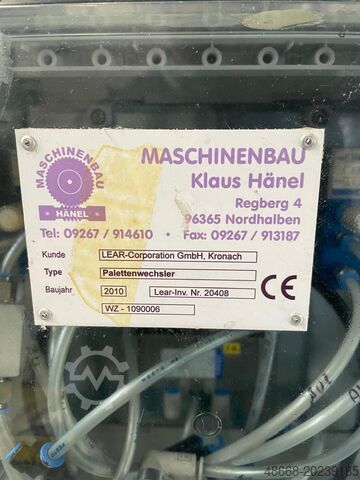 MASCHINENBAU
HÄNEL
MASCHINENBAU
Klaus Hänel
Regberg 4
96365 Nordhalben
Tel: 09267 / 914610 • Fax: 09267 / 913187
Kunde LEAR-Corporation GmbH, Kronach
Type Palettenwechsler
Baujahr 2010 Lear-Inv. Nr. 20408
WZ - 1090006
CE
48668-20239185